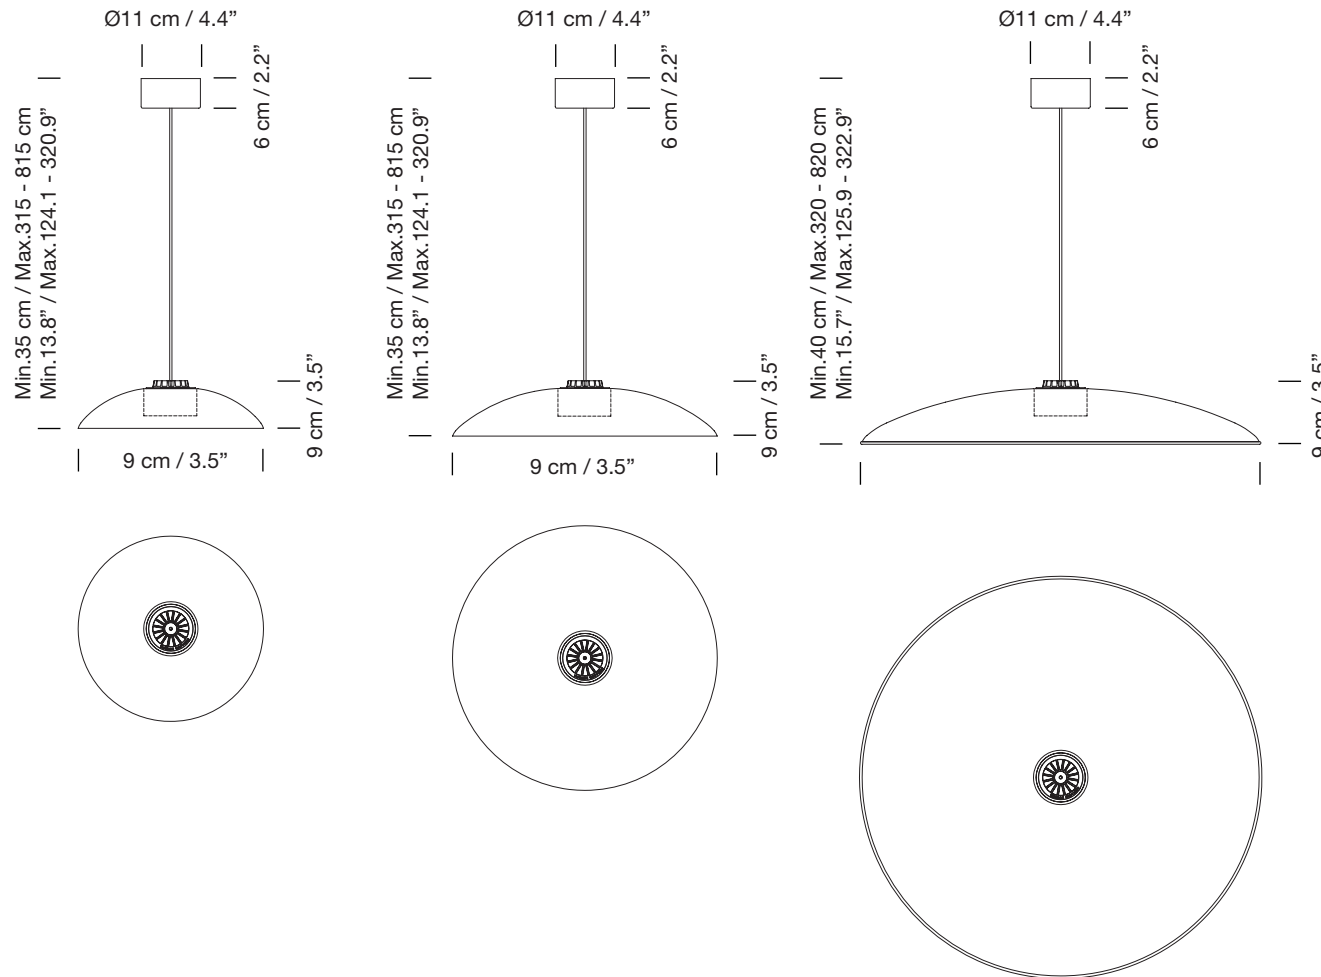 Ø11 cm / 4.4”
6 cm / 2.2”
Min.35 cm / Max.315 - 815 cm
Min.13.8” / Max.124.1 - 320.9”
9 cm / 3.5”
9 cm / 3.5”
Ø11 cm / 4.4”
6 cm / 2.2”
Min.35 cm / Max.315 - 815 cm
Min.13.8” / Max.124.1 - 320.9”
9 cm / 3.5”
9 cm / 3.5”
Ø11 cm / 4.4”
6 cm / 2.2”
Min.40 cm / Max.320 - 820 cm
Min.15.7” / Max.125.9 - 322.9”
9 cm / 3.5”